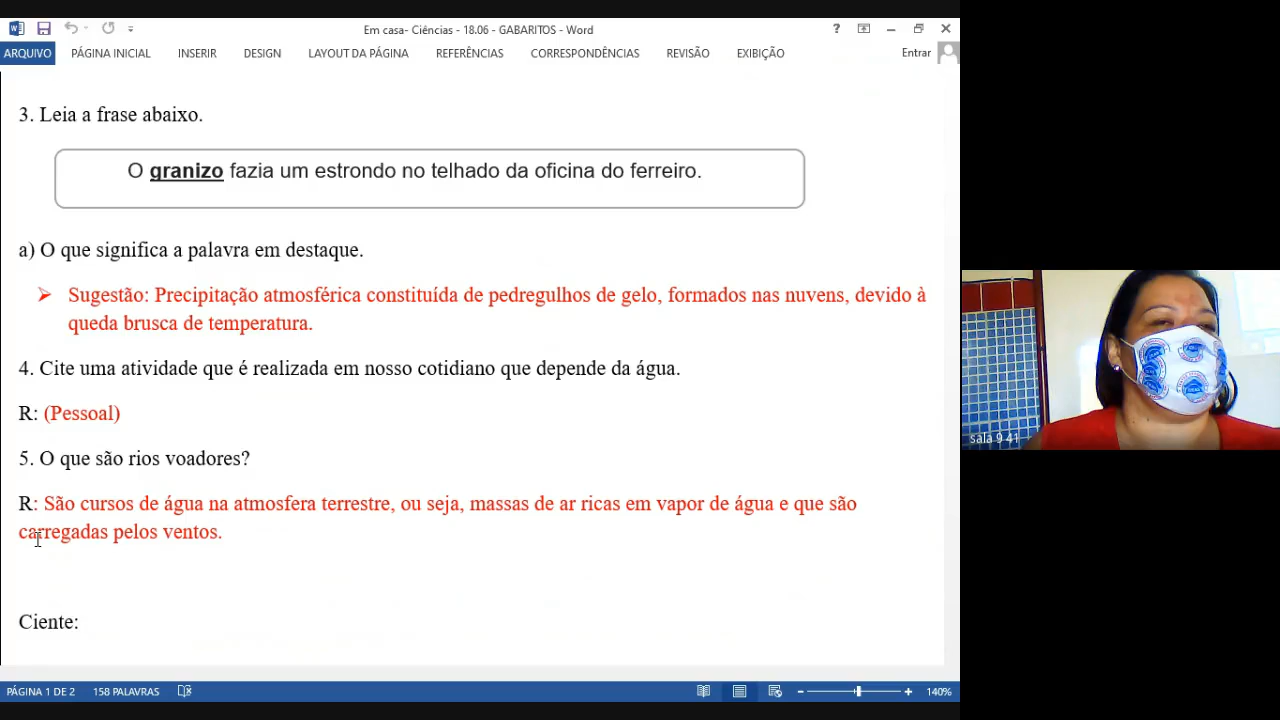 Em casa- Ciências - 18.06 - GABARITOS - Word
?
ARQUIVO PÁGINA INICIAL INSERIR DESIGN LAYOUT DA PÁGINA REFERÊNCIAS CORRESPONDÊNCIAS REVISÃO EXIBIÇÃO Entrar
3. Leia a frase abaixo.
O granizo fazia um estrondo no telhado da oficina do ferreiro.
a) O que significa a palavra em destaque.
➢ Sugestão: Precipitação atmosférica constituída de pedregulhos de gelo, formados nas nuvens, devido à
queda brusca de temperatura.
4. Cite uma atividade que é realizada em nosso cotidiano que depende da água.
R: (Pessoal)
5. O que são rios voadores?
R: São cursos de água na atmosfera terrestre, ou seja, massas de ar ricas em vapor de água e que são
carregadas pelos ventos.
Ciente:
PÁGINA 1 DE 2 158 PALAVRAS 140%
sala 9 41